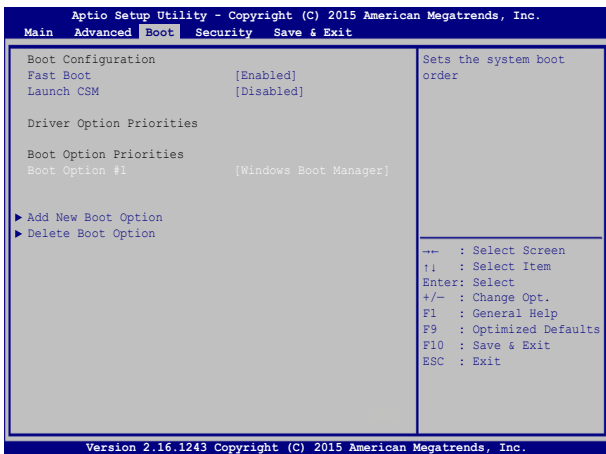 Aptio Setup Utility - Copyright (C) 2015 American Megatrends, Inc.
Main Advanced Boot Security Save & Exit
Boot Configuration
Fast Boot [Enabled]
Launch CSM [Disabled]
Driver Option Priorities
Boot Option Priorities
Boot Option #1 [Windows Boot Manager]
▶ Add New Boot Option
▶ Delete Boot Option
Sets the system boot
order
→← : Select Screen
↑↓ : Select Item
Enter: Select
+/— : Change Opt.
F1 : General Help
F9 : Optimized Defaults
F10 : Save & Exit
ESC : Exit
Version 2.16.1243 Copyright (C) 2015 American Megatrends, Inc.